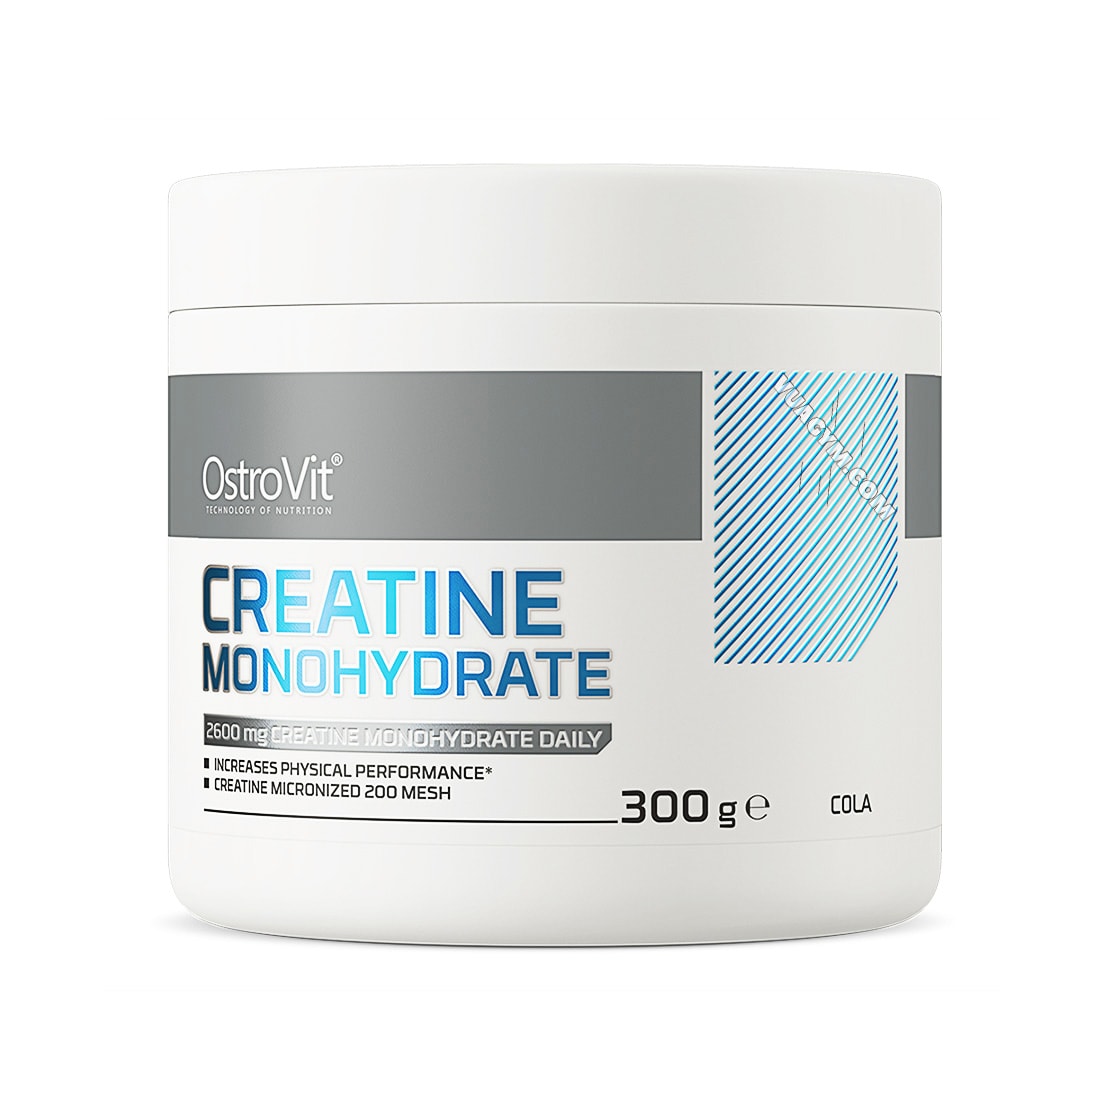 VUAGYM.COM
OstroVit®
TECHNOLOGY OF NUTRITION
CREATINE
MONOHYDRATE
2600 mg CREATINE MONOHYDRATE DAILY
▪ INCREASES PHYSICAL PERFORMANCE*
▪ CREATINE MICRONIZED 200 MESH
300 g ℮ COLA